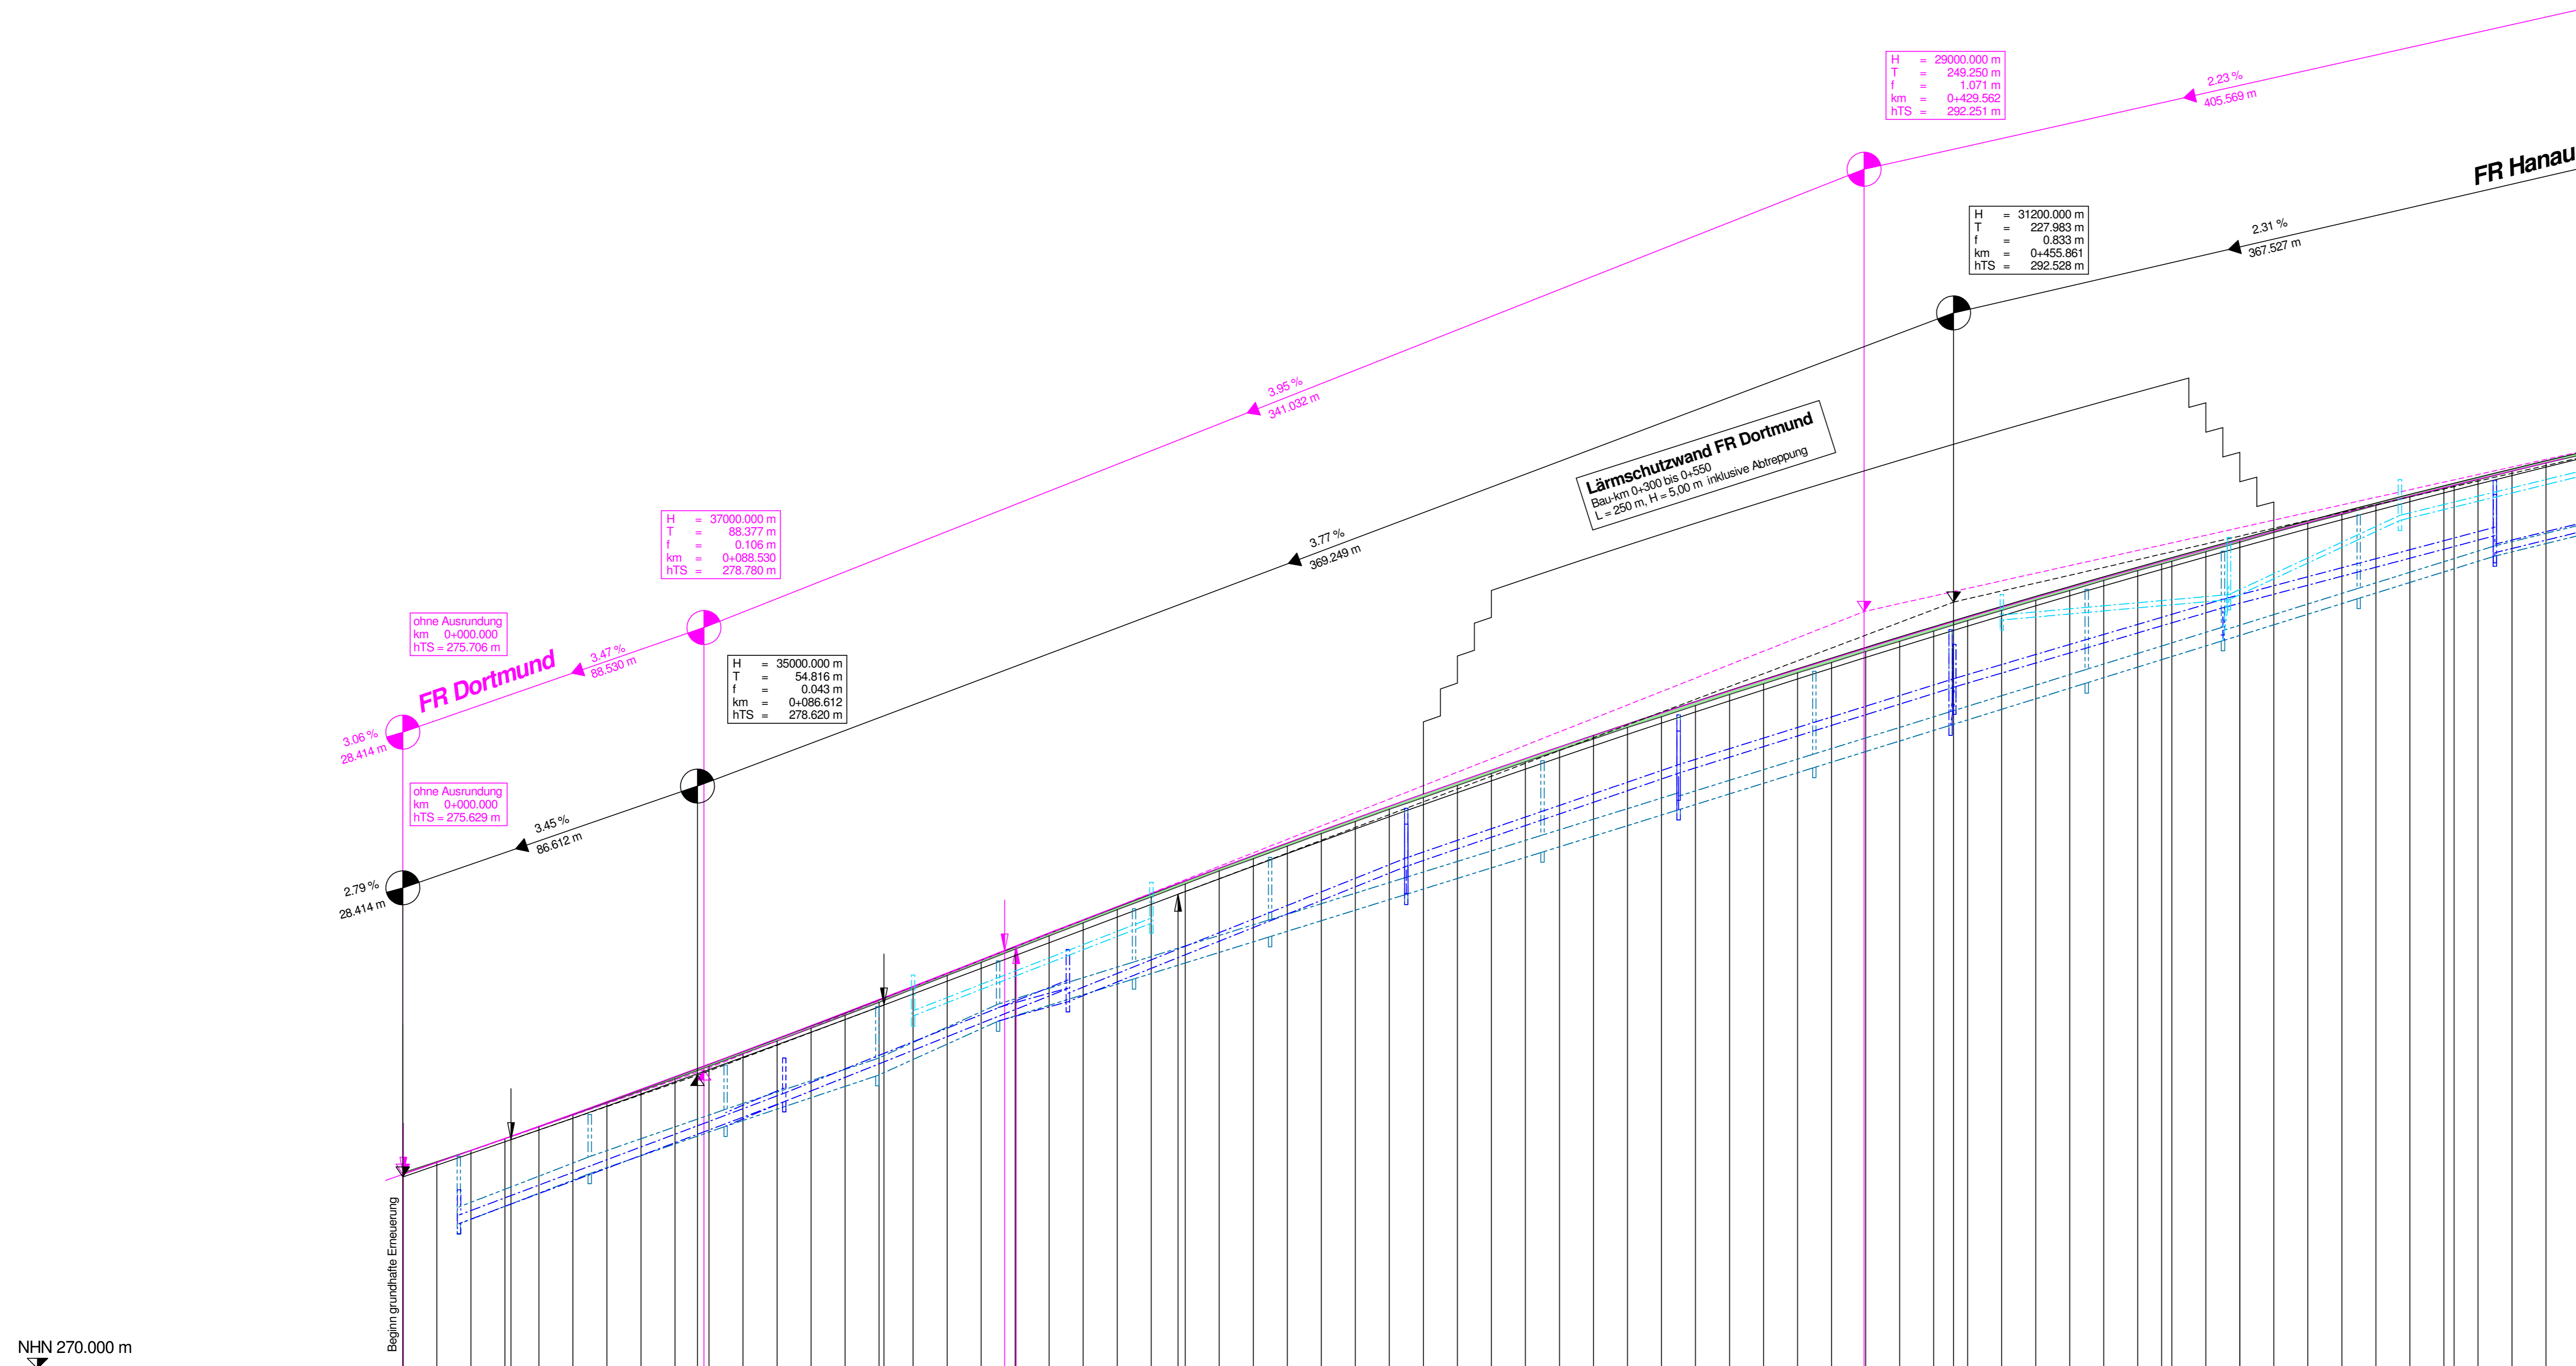 H = 29000.000 m
T = 249.250 m
f = 1.071 m
km = 0+429.562
hTS = 292.251 m
2.23 %
405.569 m
FR Hanau
H = 31200.000 m
T = 227.983 m
f = 0.833 m
km = 0+455.861
hTS = 292.528 m
2.31 %
367.527 m
3.95 %
341.032 m
Lärmschutzwand FR Dortmund
Bau-km 0+300 bis 0+550
L = 250 m, H = 5,00 m inklusive Abtreppung
3.77 %
369.249 m
H = 37000.000 m
T = 88.377 m
f = 0.106 m
km = 0+088.530
hTS = 278.780 m
ohne Ausrundung
km 0+000.000
hTS = 275.706 m
FR Dortmund
3.47 %
88.530 m
H = 35000.000 m
T = 54.816 m
f = 0.043 m
km = 0+086.612
hTS = 278.620 m
3.06 %
28.414 m
ohne Ausrundung
km 0+000.000
hTS = 275.629 m
3.45 %
86.612 m
2.79 %
28.414 m
Beginn grundhafte Erneuerung
NHN 270.000 m